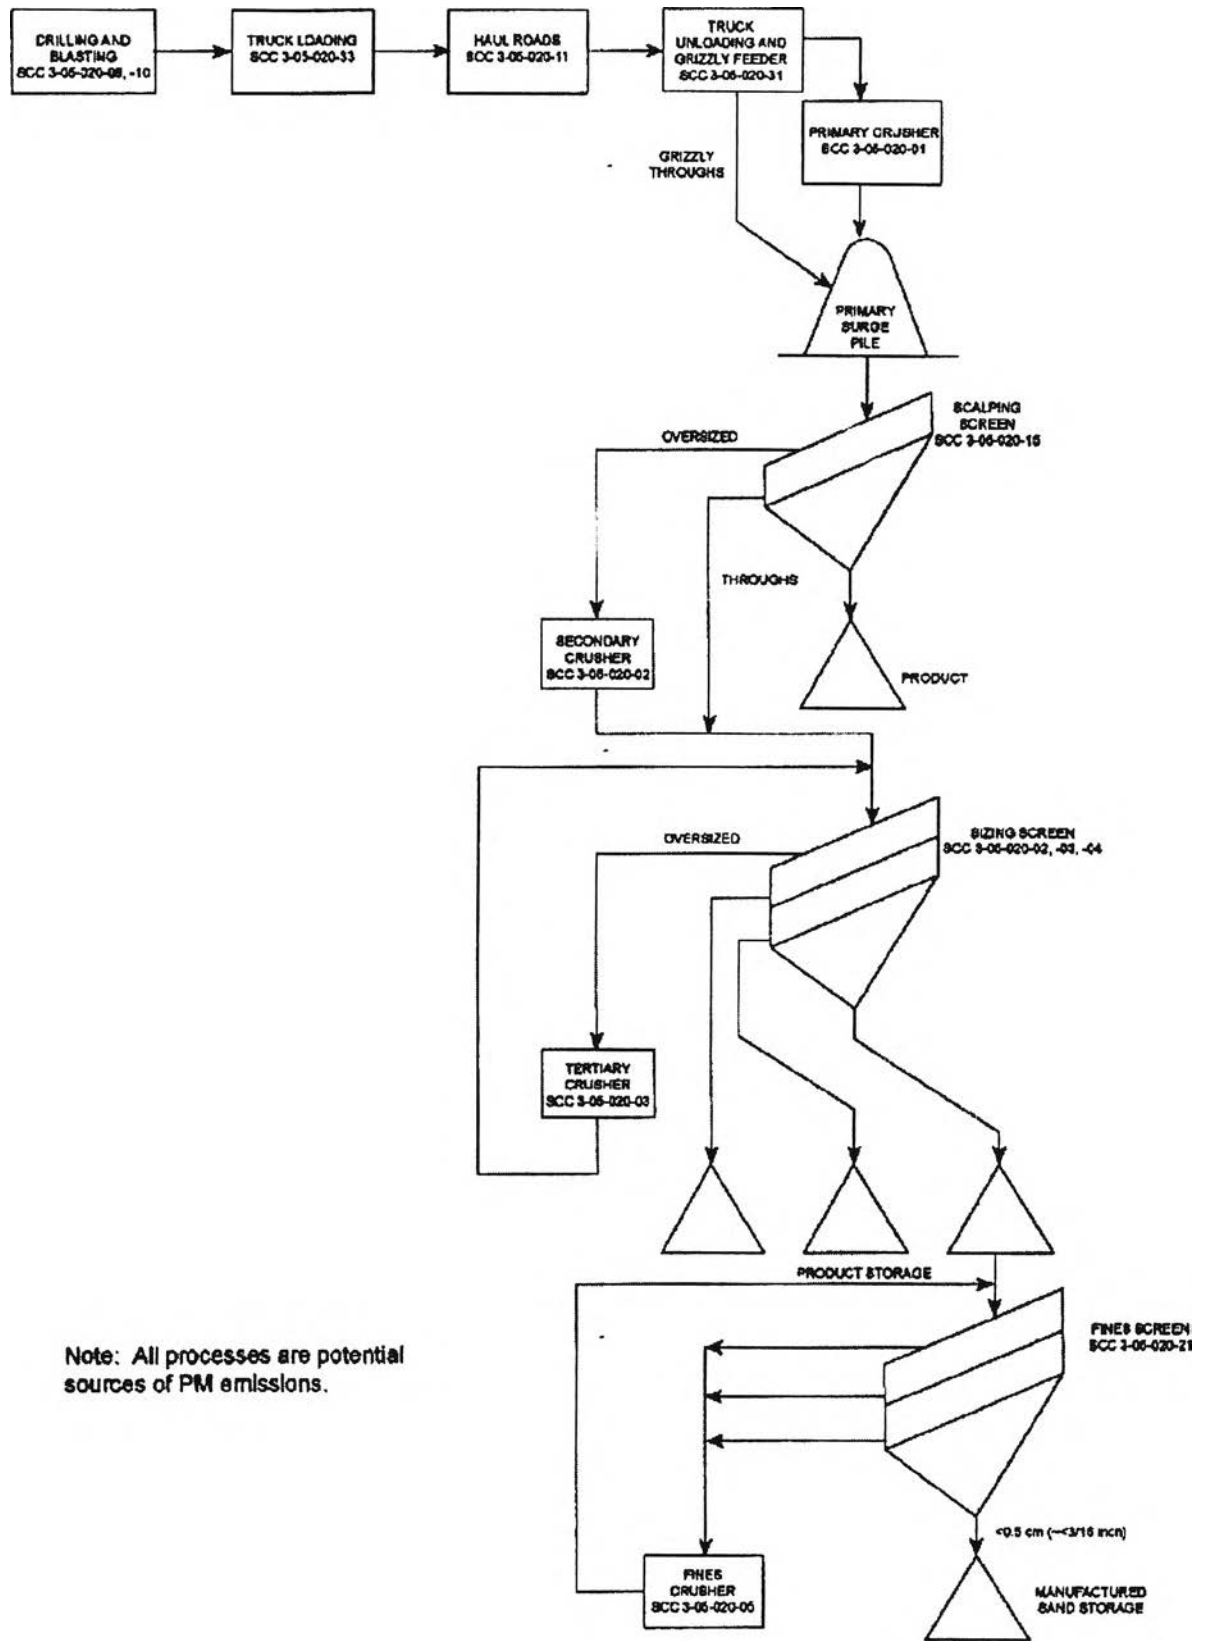 DRILLING AND
BLASTING
SCC 3-05-020-09, -10
TRUCK LOADING
SCC 3-05-020-33
HAUL ROADS
SCC 3-05-020-11
TRUCK
UNLOADING AND
GRIZZLY FEEDER
SCC 3-05-020-31
PRIMARY CRUSHER
SCC 3-05-020-01
GRIZZLY
THROUGHS
PRIMARY
SURGE
PILE
SCALPING
SCREEN
SCC 3-05-020-15
OVERSIZED
THROUGHS
SECONDARY
CRUSHER
SCC 3-05-020-02
PRODUCT
SIZING SCREEN
SCC 3-05-020-02, -03, -04
OVERSIZED
TERTIARY
CRUSHER
SCC 3-05-020-03
PRODUCT STORAGE
FINES SCREEN
SCC 3-05-020-21
Note: All processes are potential
sources of PM emissions.
<0.5 cm (~<3/16 inch)
FINES
CRUSHER
SCC 3-05-020-05
MANUFACTURED
SAND STORAGE